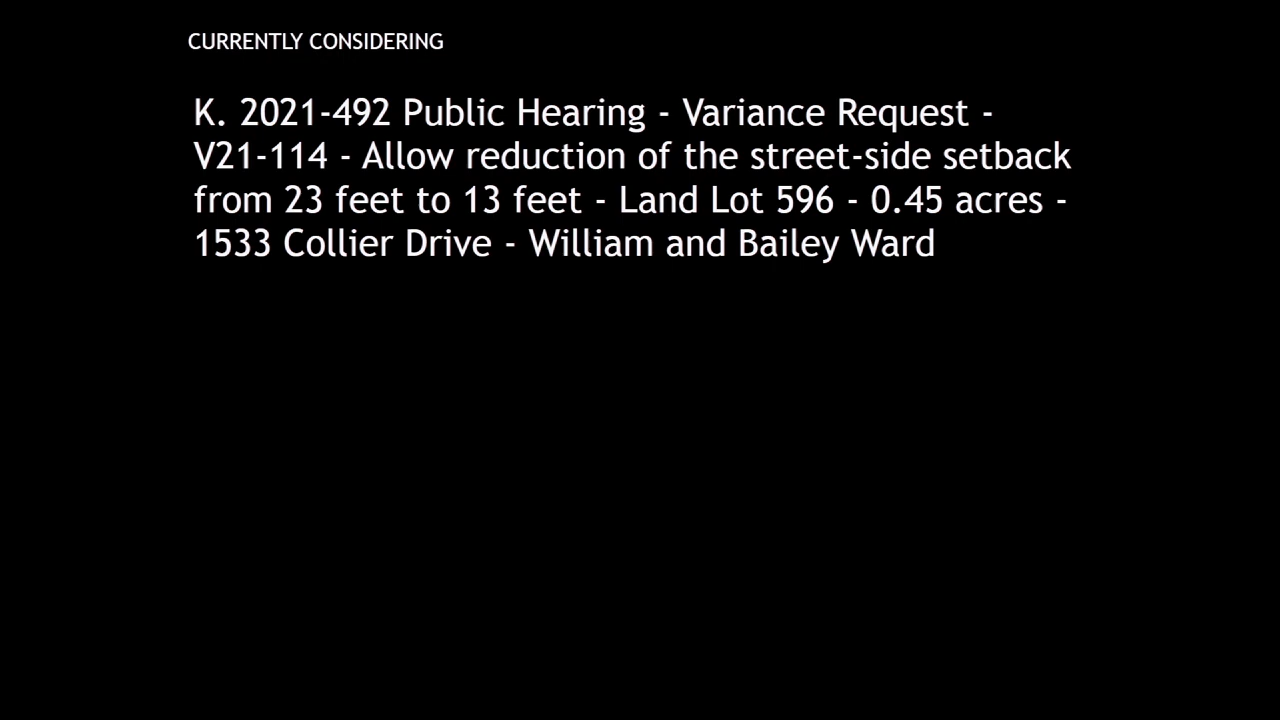 CURRENTLY CONSIDERING
K. 2021-492 Public Hearing - Variance Request -
V21-114 - Allow reduction of the street-side setback
from 23 feet to 13 feet - Land Lot 596 - 0.45 acres -
1533 Collier Drive - William and Bailey Ward